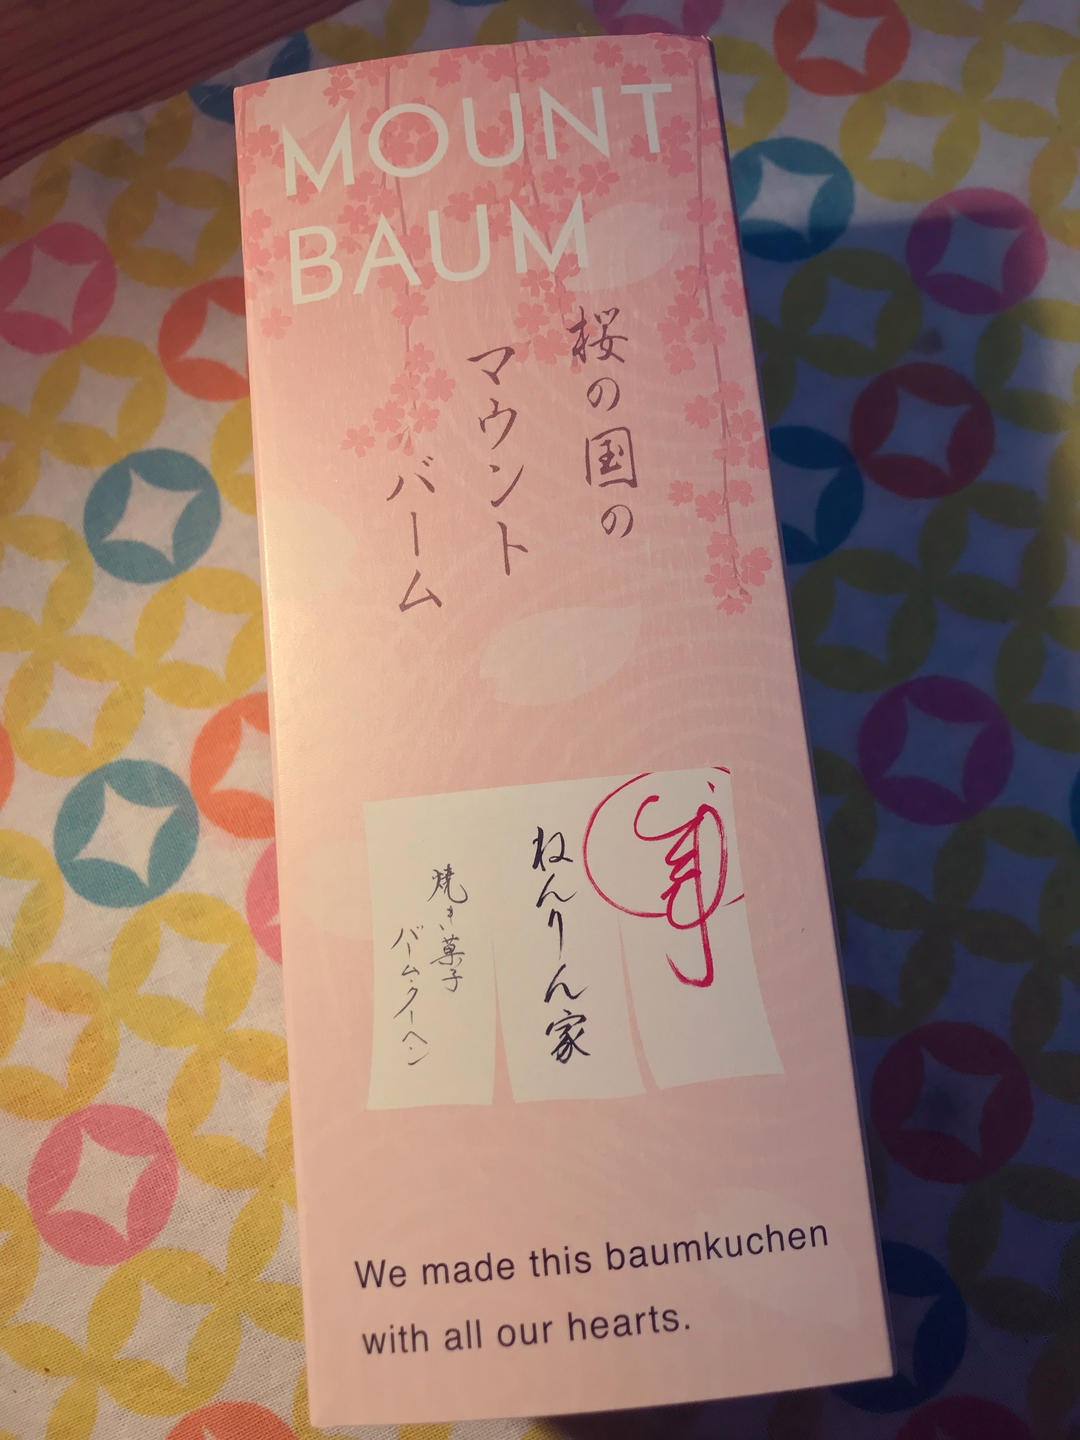 MOUNT
BAUM
桜の国の
マウント
バーム
ねんりん家
焼き菓子
バームクーヘン
We made this baumkuchen
with all our hearts.